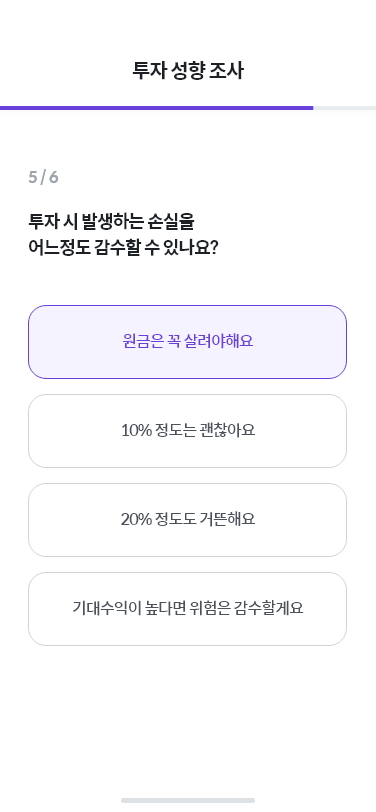 투자 성향 조사
5 / 6
투자 시 발생하는 손실을
어느정도 감수할 수 있나요?
원금은 꼭 살려야해요
10% 정도는 괜찮아요
20% 정도도 거뜬해요
기대수익이 높다면 위험은 감수할게요